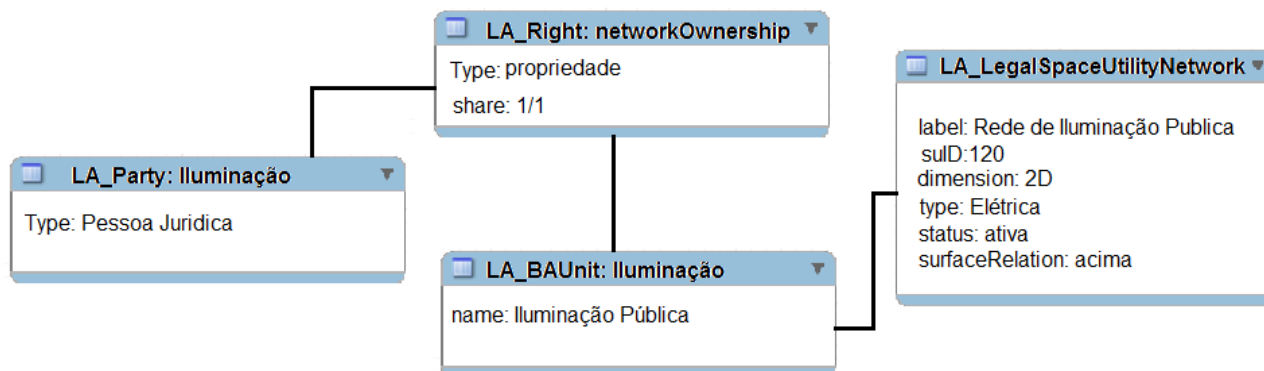 LA_Right: networkOwnership
Type: propriedade
share: 1/1
LA_LegalSpaceUtilityNetwork
label: Rede de Iluminação Publica
suID:120
dimension: 2D
type: Elétrica
status: ativa
surfaceRelation: acima
LA_Party: Iluminação
Type: Pessoa Juridica
LA_BAUnit: Iluminação
name: Iluminação Pública